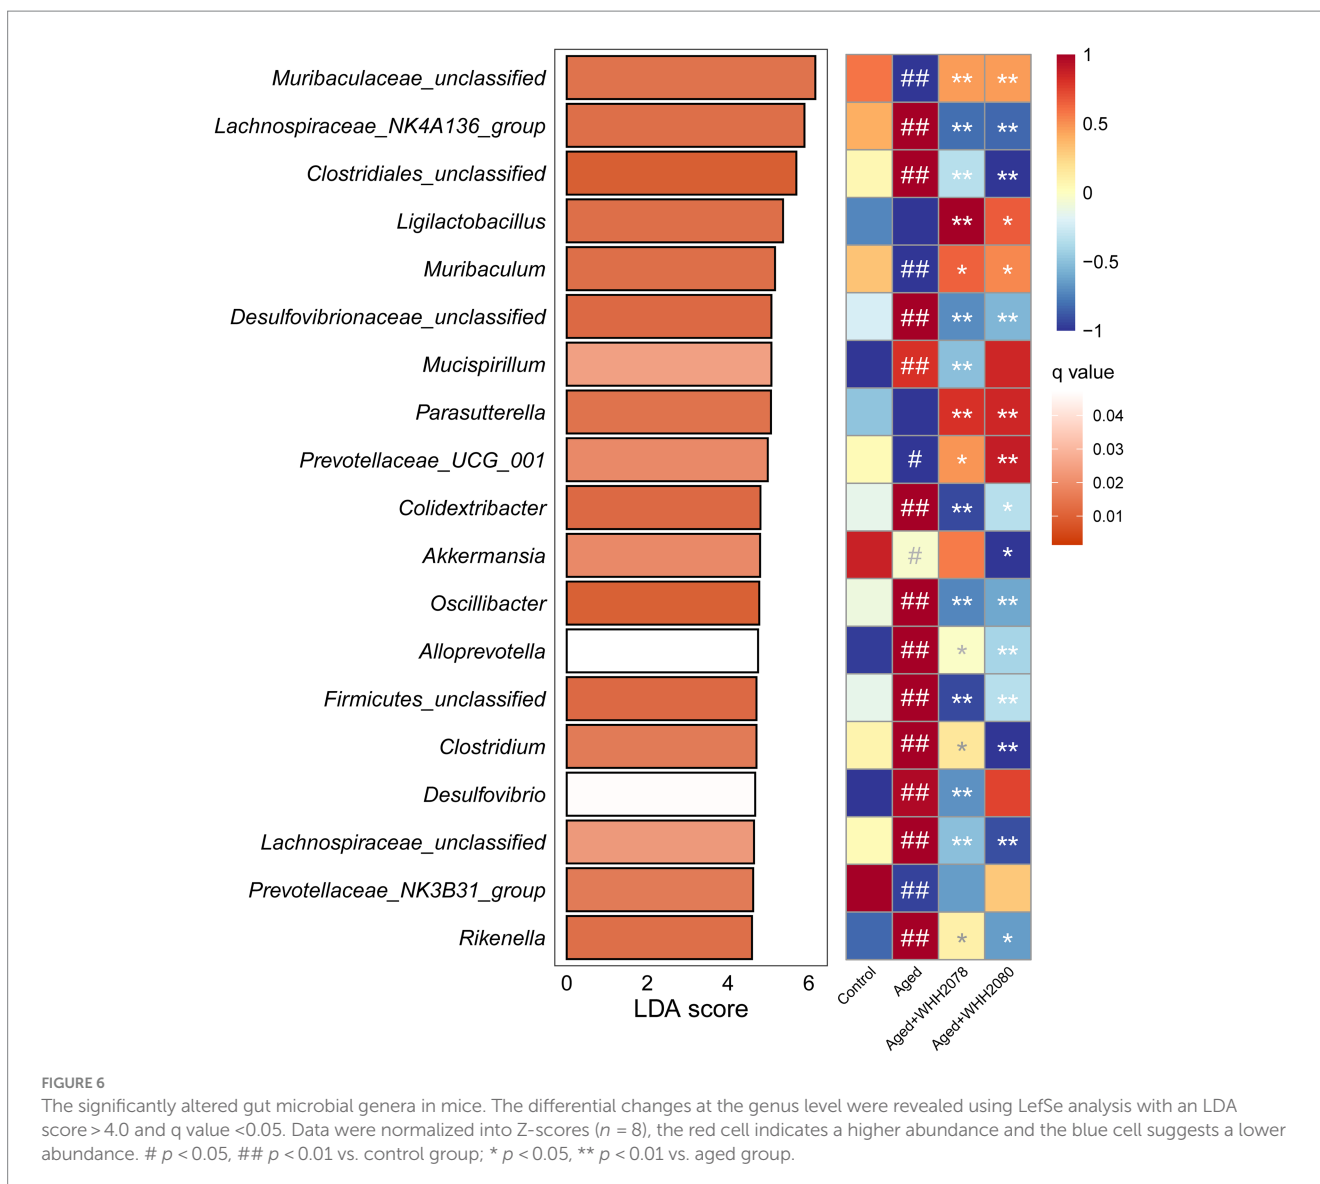 Muribaculaceae_unclassified ## ** **
Lachnospiraceae_NK4A136_group ## ** **
Clostridiales_unclassified ## ** **
Ligilactobacillus ** *
Muribaculum ## * *
Desulfovibrionaceae_unclassified ## ** **
Mucispirillum ## **
Parasutterella ** **
Prevotellaceae_UCG_001 # * **
Colidextribacter ## ** *
Akkermansia # *
Oscillibacter ## ** **
Alloprevotella ## * **
Firmicutes_unclassified ## ** **
Clostridium ## * **
Desulfovibrio ## **
Lachnospiraceae_unclassified ## ** **
Prevotellaceae_NK3B31_group ##
Rikenella ## * *
0 2 4 6
LDA score
Control
Aged
Aged+WHH2078
Aged+WHH2080
1
0.5
0
−0.5
−1
q value
0.04
0.03
0.02
0.01
FIGURE 6
The significantly altered gut microbial genera in mice. The differential changes at the genus level were revealed using LefSe analysis with an LDA
score > 4.0 and q value <0.05. Data were normalized into Z-scores (n = 8), the red cell indicates a higher abundance and the blue cell suggests a lower
abundance. # p < 0.05, ## p < 0.01 vs. control group; * p < 0.05, ** p < 0.01 vs. aged group.